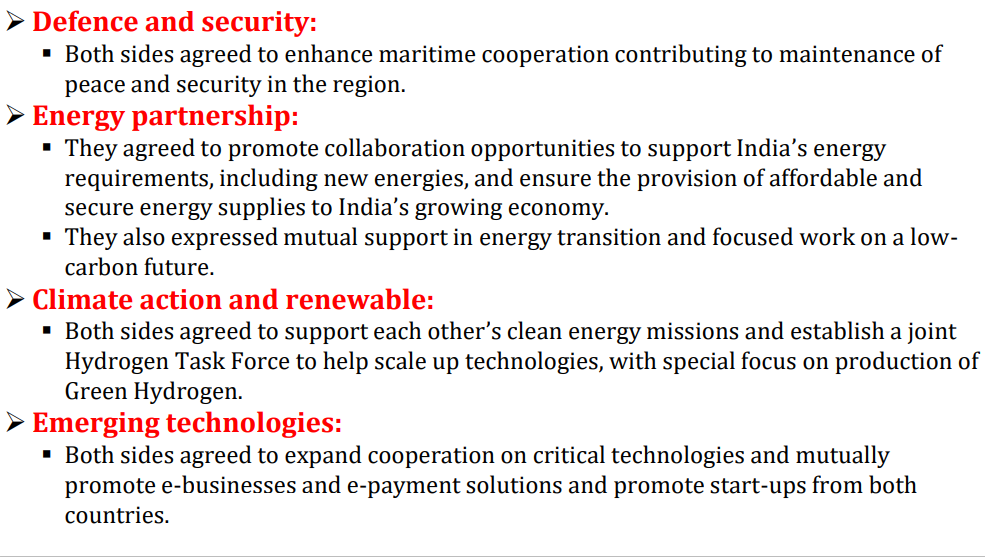 ➢ Defence and security:
▪ Both sides agreed to enhance maritime cooperation contributing to maintenance of
peace and security in the region.
➢ Energy partnership:
▪ They agreed to promote collaboration opportunities to support India’s energy
requirements, including new energies, and ensure the provision of affordable and
secure energy supplies to India’s growing economy.
▪ They also expressed mutual support in energy transition and focused work on a low-
carbon future.
➢ Climate action and renewable:
▪ Both sides agreed to support each other’s clean energy missions and establish a joint
Hydrogen Task Force to help scale up technologies, with special focus on production of
Green Hydrogen.
➢ Emerging technologies:
▪ Both sides agreed to expand cooperation on critical technologies and mutually
promote e-businesses and e-payment solutions and promote start-ups from both
countries.